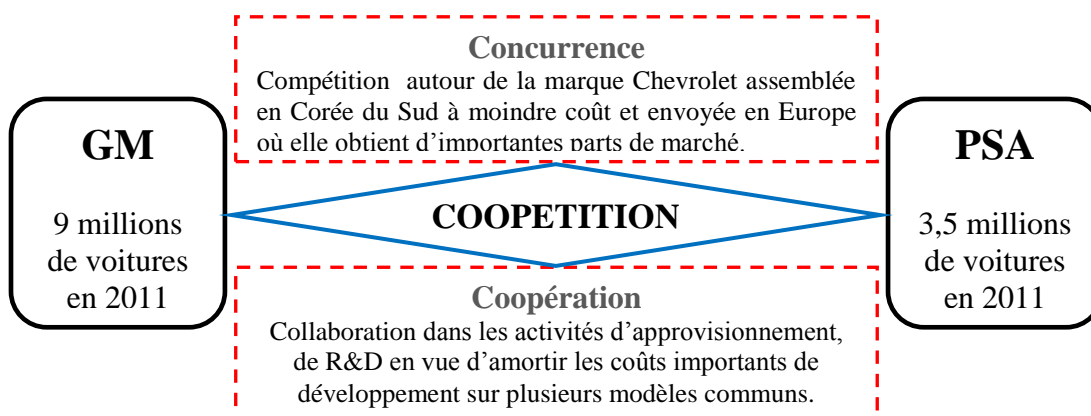 Concurrence
Compétition autour de la marque Chevrolet assemblée
en Corée du Sud à moindre coût et envoyée en Europe
où elle obtient d'importantes parts de marché.
GM
9 millions
de voitures
en 2011
COOPETITION
PSA
3,5 millions
de voitures
en 2011
Coopération
Collaboration dans les activités d'approvisionnement,
de R&D en vue d'amortir les coûts importants de
développement sur plusieurs modèles communs.